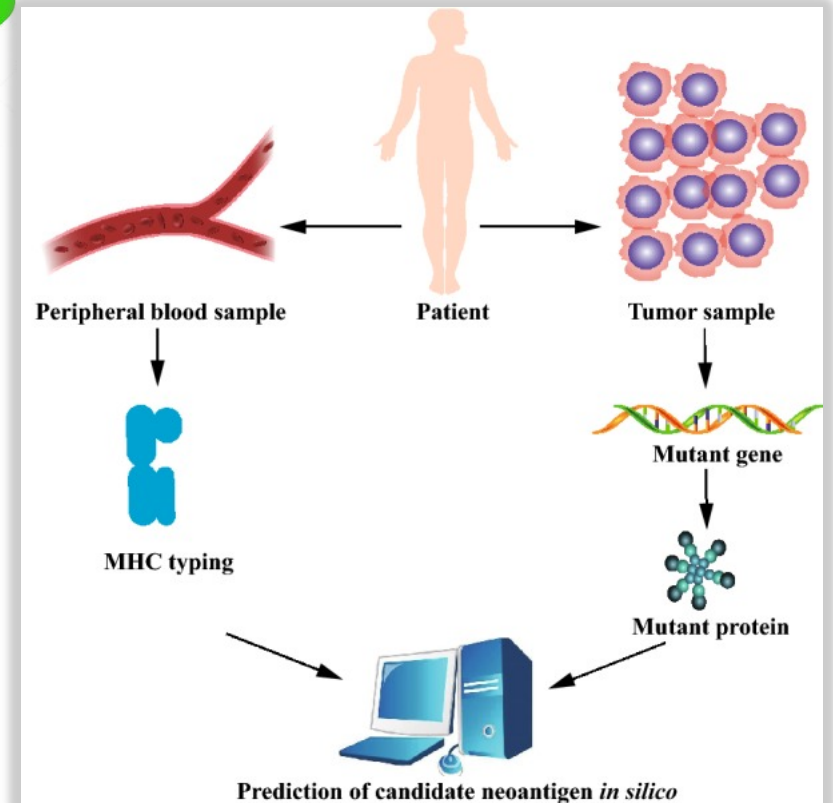 Peripheral blood sample
Patient
Tumor sample
Mutant gene
MHC typing
Mutant protein
Prediction of candidate neoantigen in silico